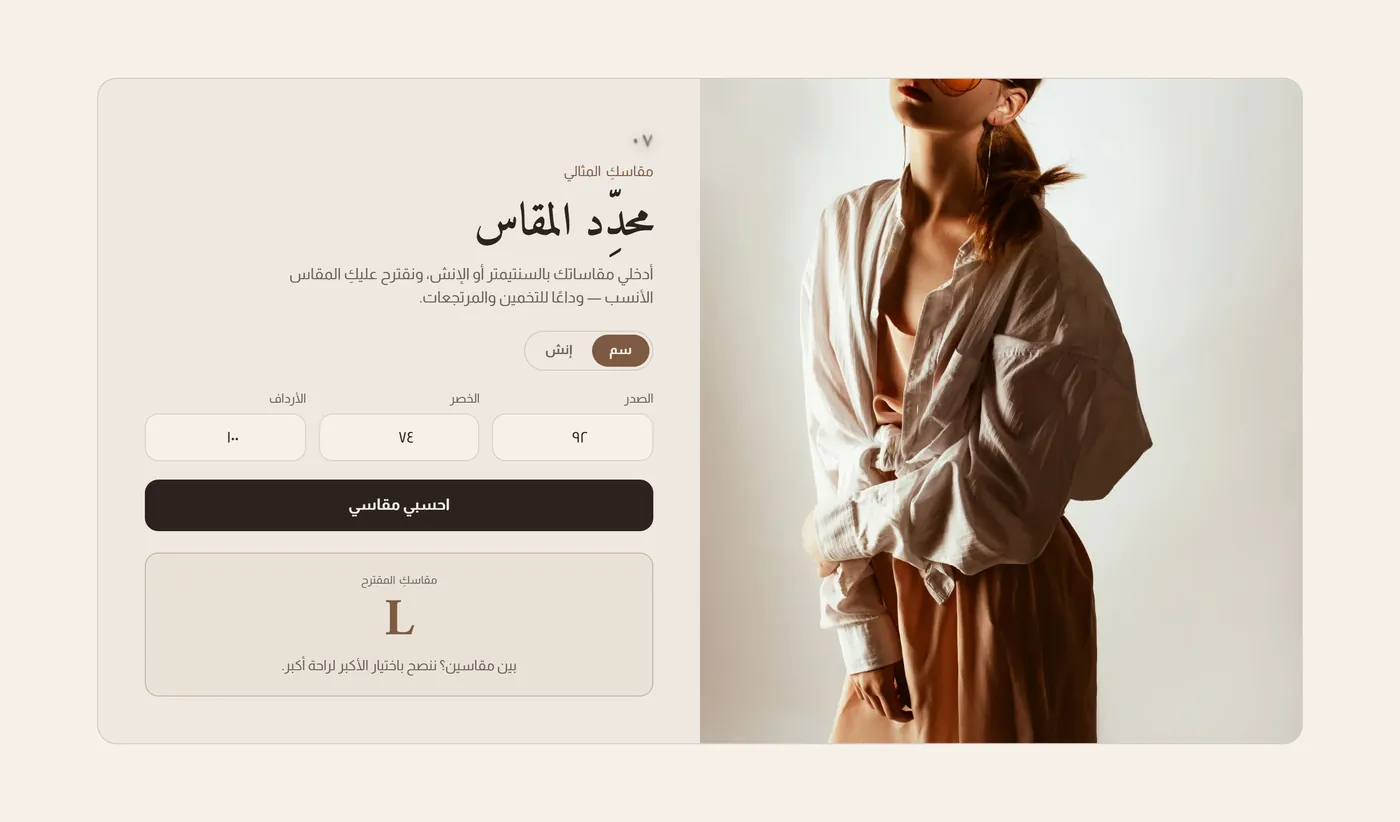 ٠٧
مقاسكِ المثالي
محدِّد المقاس
أدخلي مقاساتك بالسنتيمتر أو الإنش، ونقترح عليكِ المقاس
الأنسب — وداعًا للتخمين والمرتجعات.
سم إنش
الصدر الخصر الأرداف
٩٢ ٧٤ ١٠٠
احسبي مقاسي
مقاسكِ المقترح
L
بين مقاسين؟ ننصح باختيار الأكبر لراحة أكبر.